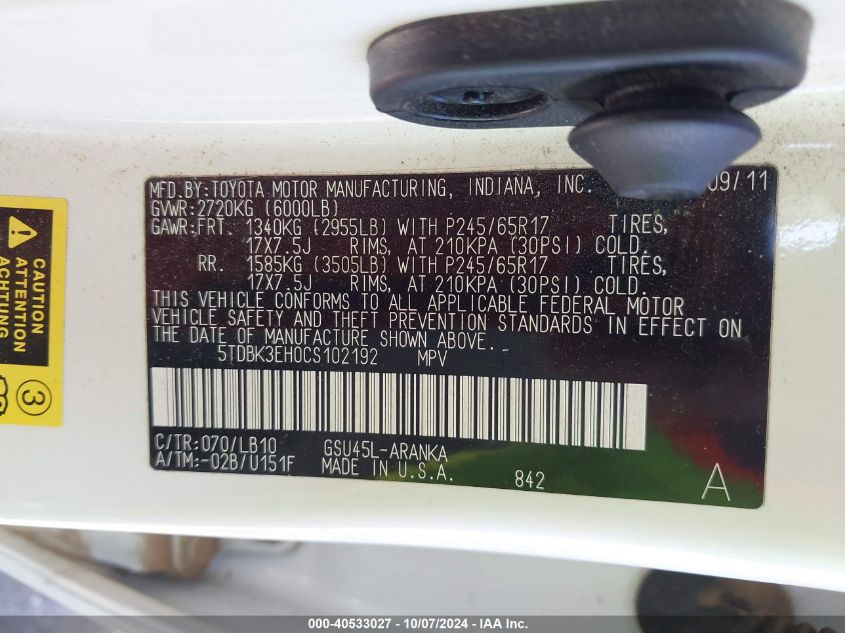 MFD.BY:TOYOTA MOTOR MANUFACTURING, INDIANA, INC. 09/11
GVWR:2720KG (6000LB)
GAWR:FRT. 1340KG (2955LB) WITH P245/65R17 TIRES,
17X7.5J RIMS, AT 210KPA (30PSI) COLD.
RR. 1585KG (3505LB) WITH P245/65R17 TIRES,
17X7.5J RIMS, AT 210KPA (30PSI) COLD.
THIS VEHICLE CONFORMS TO ALL APPLICABLE FEDERAL MOTOR
VEHICLE SAFETY AND THEFT PREVENTION STANDARDS IN EFFECT ON
THE DATE OF MANUFACTURE SHOWN ABOVE.
5TDBK3EH0CS102192 MPV
C/TR:070/LB10 GSU45L-ARANKA
A/TM:-02B/U151F MADE IN U.S.A.
842
A
CAUTION
ATTENTION
ACHTUNG
3
000-40533027 - 10/07/2024 - IAA Inc.